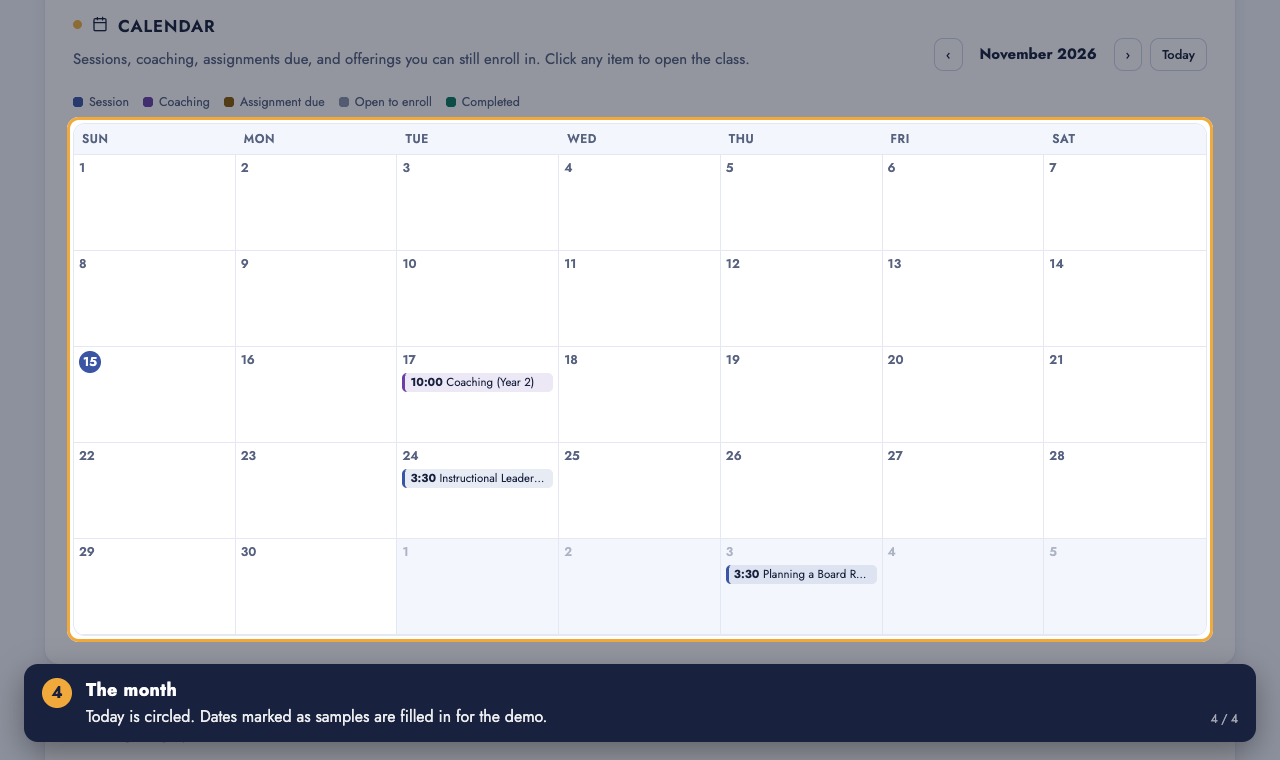 CALENDAR
Sessions, coaching, assignments due, and offerings you can still enroll in. Click any item to open the class.
‹ November 2026 › Today
Session Coaching Assignment due Open to enroll Completed
SUN MON TUE WED THU FRI SAT
1 2 3 4 5 6 7
8 9 10 11 12 13 14
15 16 17 18 19 20 21
10:00 Coaching (Year 2)
22 23 24 25 26 27 28
3:30 Instructional Leader...
29 30 1 2 3 4 5
3:30 Planning a Board R...
4 The month
Today is circled. Dates marked as samples are filled in for the demo.
4 / 4